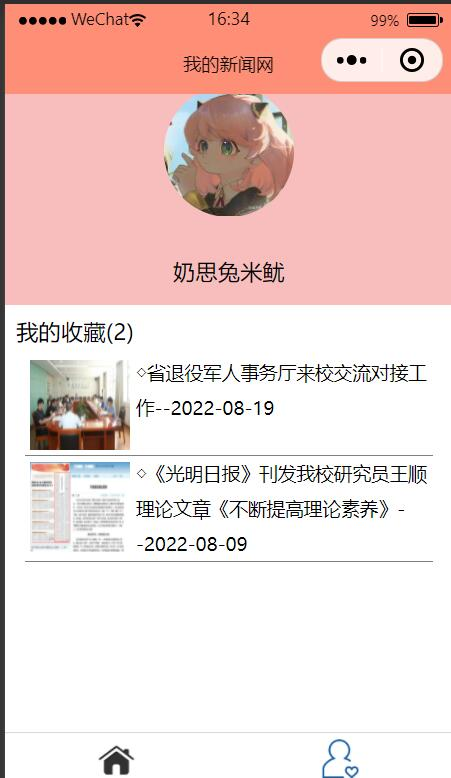 WeChat 16:34 99%
我的新闻网
奶思兔米鱿
我的收藏(2)
◇省退役军人事务厅来校交流对接工
作--2022-08-19
◇《光明日报》刊发我校研究员王顺
理论文章《不断提高理论素养》-
-2022-08-09